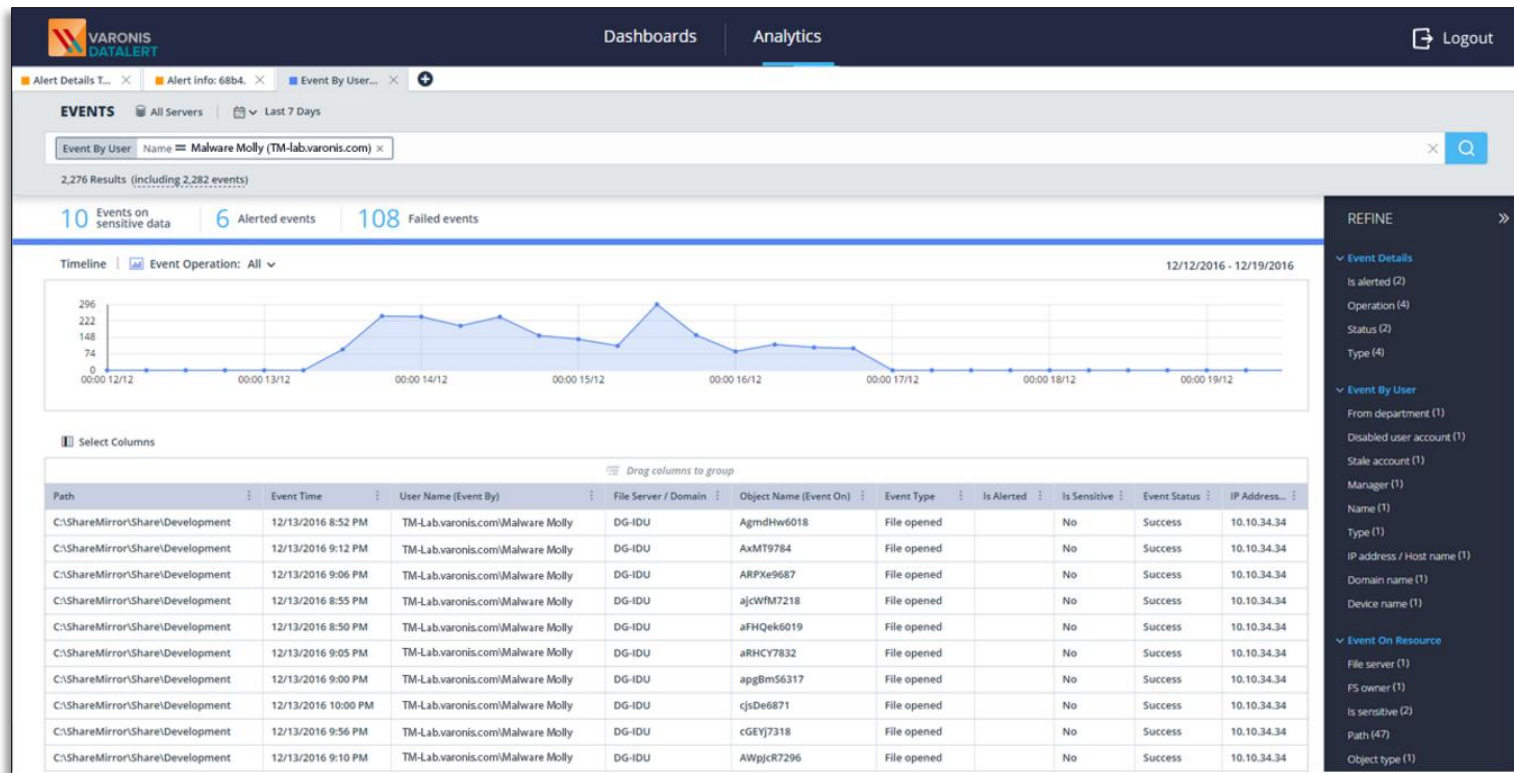 VARONIS
DATALERT
Dashboards Analytics Logout
Alert Details T... Alert info: 68b4. Event By User...
EVENTS All Servers Last 7 Days
Event By User Name = Malware Molly (TM-lab.varonis.com) ×
2,276 Results (including 2,282 events)
10 Events on sensitive data 6 Alerted events 108 Failed events
Timeline Event Operation: All 12/12/2016 - 12/19/2016
296
222
148
74
0
00:00 12/12 00:00 13/12 00:00 14/12 00:00 15/12 00:00 16/12 00:00 17/12 00:00 18/12 00:00 19/12
Select Columns
Drag columns to group
Path Event Time User Name (Event By) File Server / Domain Object Name (Event On) Event Type Is Alerted Is Sensitive Event Status IP Address...
C:\ShareMirror\Share\Development 12/13/2016 8:52 PM TM-Lab.varonis.com\Malware Molly DG-IDU AgmdHw6018 File opened No Success 10.10.34.34
C:\ShareMirror\Share\Development 12/13/2016 9:12 PM TM-Lab.varonis.com\Malware Molly DG-IDU AxMT9784 File opened No Success 10.10.34.34
C:\ShareMirror\Share\Development 12/13/2016 9:06 PM TM-Lab.varonis.com\Malware Molly DG-IDU ARPXe9687 File opened No Success 10.10.34.34
C:\ShareMirror\Share\Development 12/13/2016 8:55 PM TM-Lab.varonis.com\Malware Molly DG-IDU ajcWfM7218 File opened No Success 10.10.34.34
C:\ShareMirror\Share\Development 12/13/2016 8:50 PM TM-Lab.varonis.com\Malware Molly DG-IDU aFHQek6019 File opened No Success 10.10.34.34
C:\ShareMirror\Share\Development 12/13/2016 9:05 PM TM-Lab.varonis.com\Malware Molly DG-IDU aRHCY7832 File opened No Success 10.10.34.34
C:\ShareMirror\Share\Development 12/13/2016 9:00 PM TM-Lab.varonis.com\Malware Molly DG-IDU apgBmS6317 File opened No Success 10.10.34.34
C:\ShareMirror\Share\Development 12/13/2016 10:00 PM TM-Lab.varonis.com\Malware Molly DG-IDU cjsDe6871 File opened No Success 10.10.34.34
C:\ShareMirror\Share\Development 12/13/2016 9:56 PM TM-Lab.varonis.com\Malware Molly DG-IDU cGEYj7318 File opened No Success 10.10.34.34
C:\ShareMirror\Share\Development 12/13/2016 9:10 PM TM-Lab.varonis.com\Malware Molly DG-IDU AWpJcR7296 File opened No Success 10.10.34.34
REFINE
Event Details
Is alerted (2)
Operation (4)
Status (2)
Type (4)
Event By User
From department (1)
Disabled user account (1)
Stale account (1)
Manager (1)
Name (1)
Type (1)
IP address / Host name (1)
Domain name (1)
Device name (1)
Event On Resource
File server (1)
FS owner (1)
Is sensitive (2)
Path (47)
Object type (1)